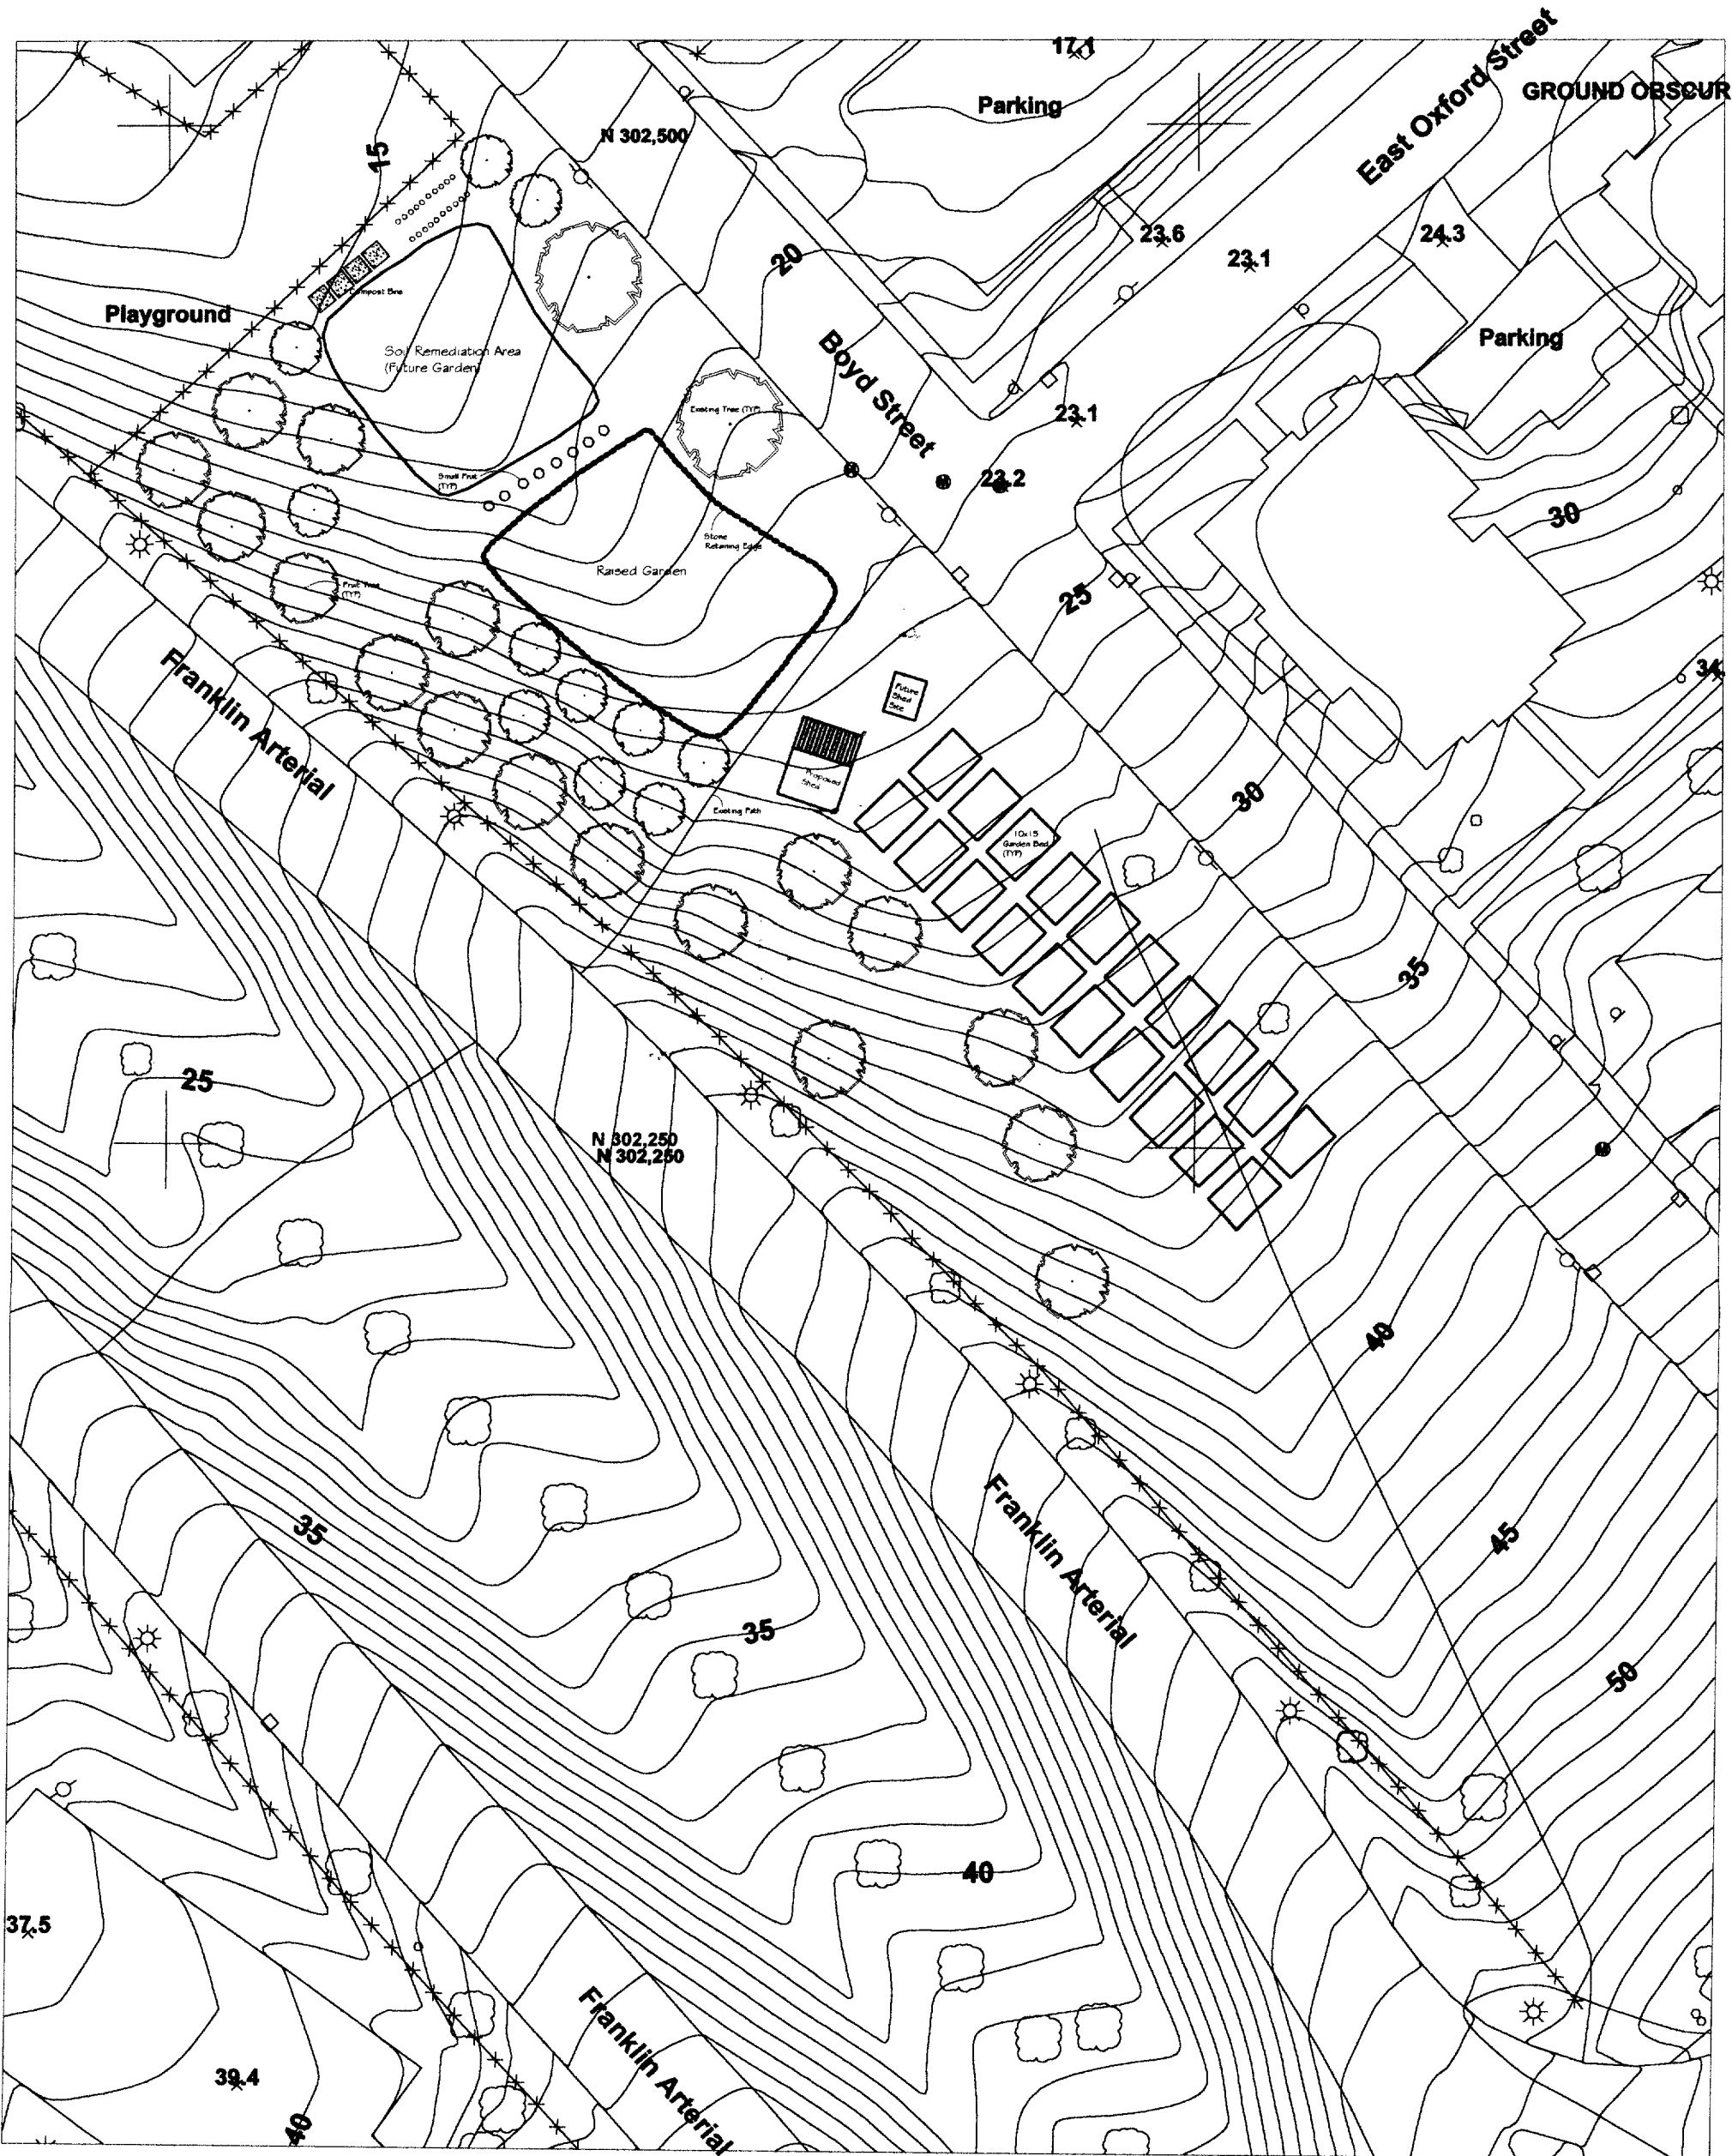 17.1
East Oxford Street
GROUND OBSCUR
Parking
N 302,500
15
20
23.6
23.1
24.3
Playground
Compost Bins
Parking
Soil Remediation Area
(Future Garden)
Boyd Street
Existing Tree (TYP)
23.1
Small Fruit
(TYP)
23.2
30
Stone
Retaining Edge
Raised Garden
Fruit Tree
(TYP)
25
Franklin Arterial
34.
Future
Shed
Site
Proposed
Shed
Existing Path
30
10x15
Garden Bed
(TYP)
35
25
N 302,250
N 302,250
40
35
Franklin Arterial
45
35
50
40
37.5
Franklin Arterial
39.4
40